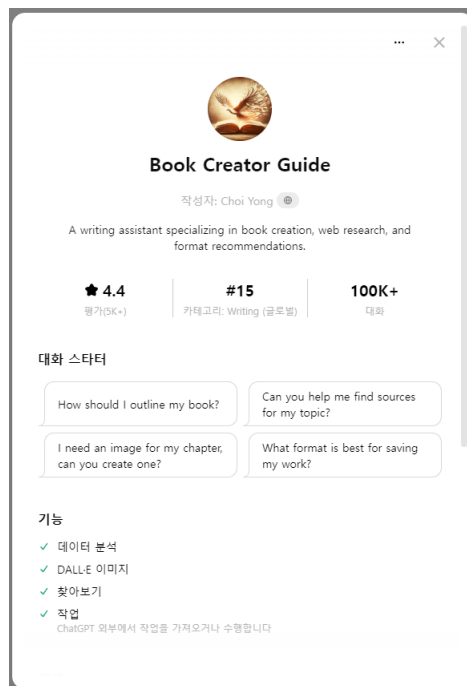 Book Creator Guide
작성자: Choi Yong
A writing assistant specializing in book creation, web research, and
format recommendations.
4.4
#15
100K+
평가(5K+)
카테고리: Writing (글로벌)
대화
대화 스타터
How should I outline my book?
Can you help me find sources
for my topic?
I need an image for my chapter,
can you create one?
What format is best for saving
my work?
기능
데이터 분석
DALL·E 이미지
찾아보기
작업
ChatGPT 외부에서 작업을 가져오거나 수행합니다